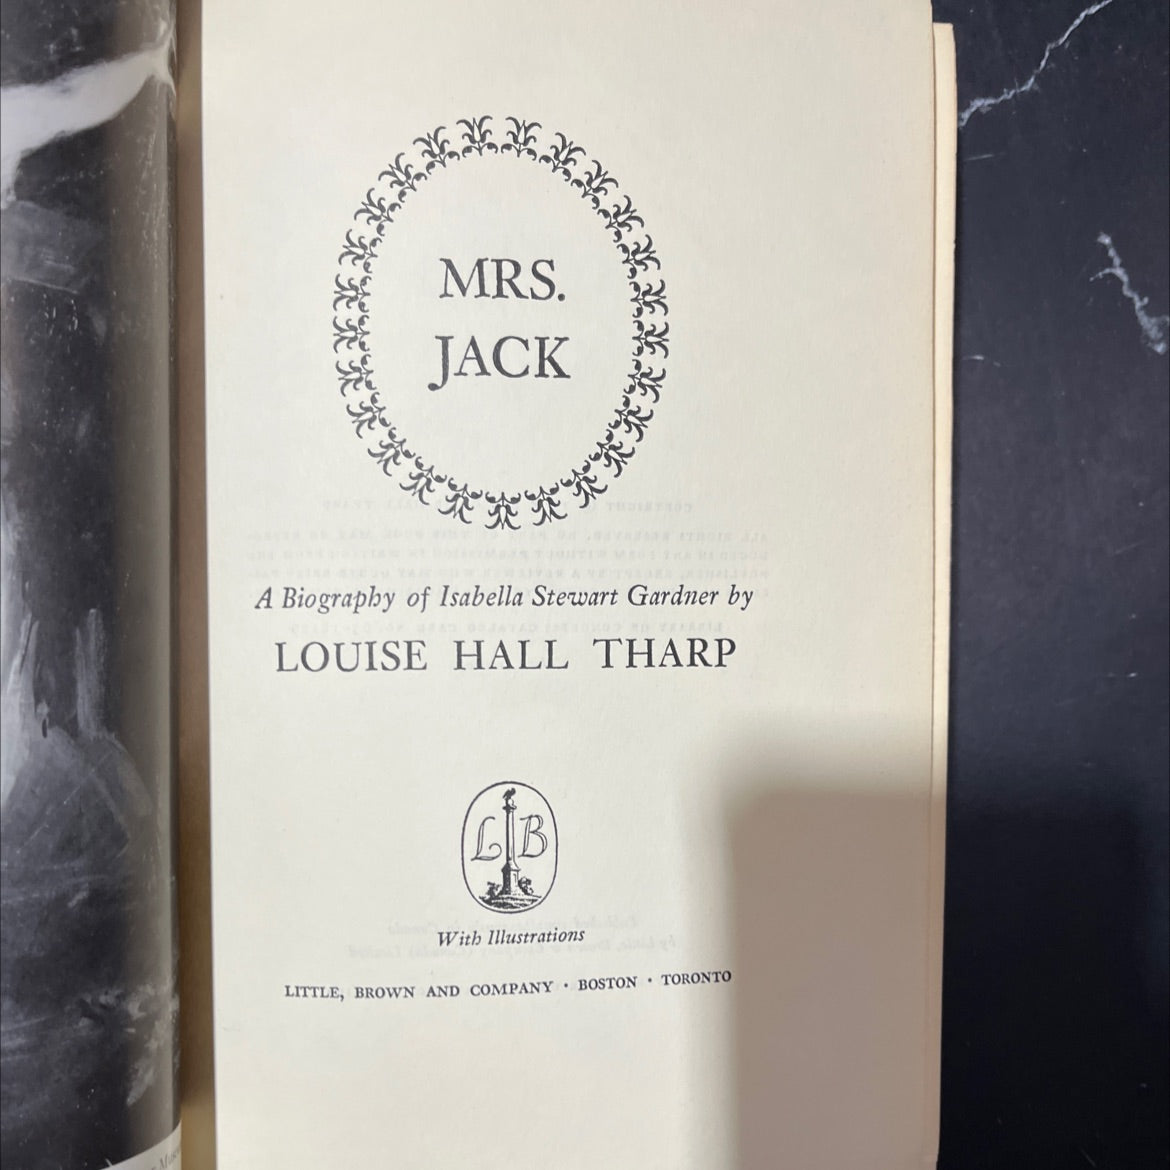 MRS.
JACK
A Biography of Isabella Stewart Gardner by
LOUISE HALL THARP
L B
With Illustrations
LITTLE, BROWN AND COMPANY · BOSTON · TORONTO